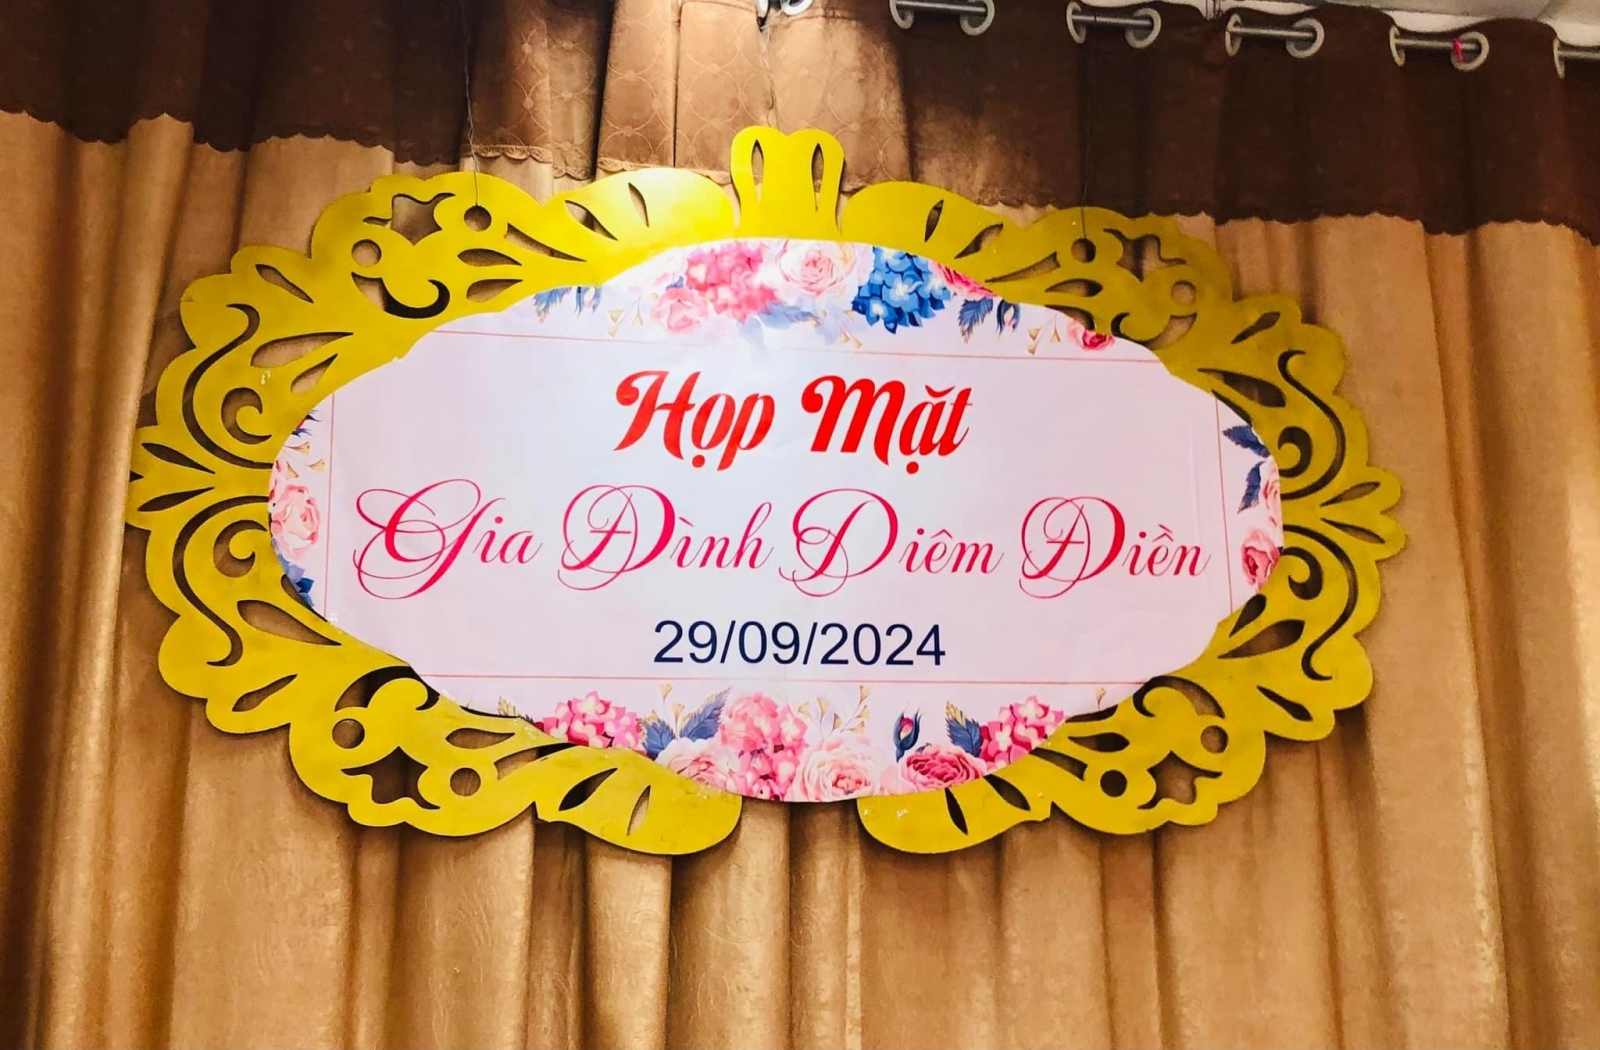 Họp Mặt
Gia Đình Diêm Điền
29/09/2024